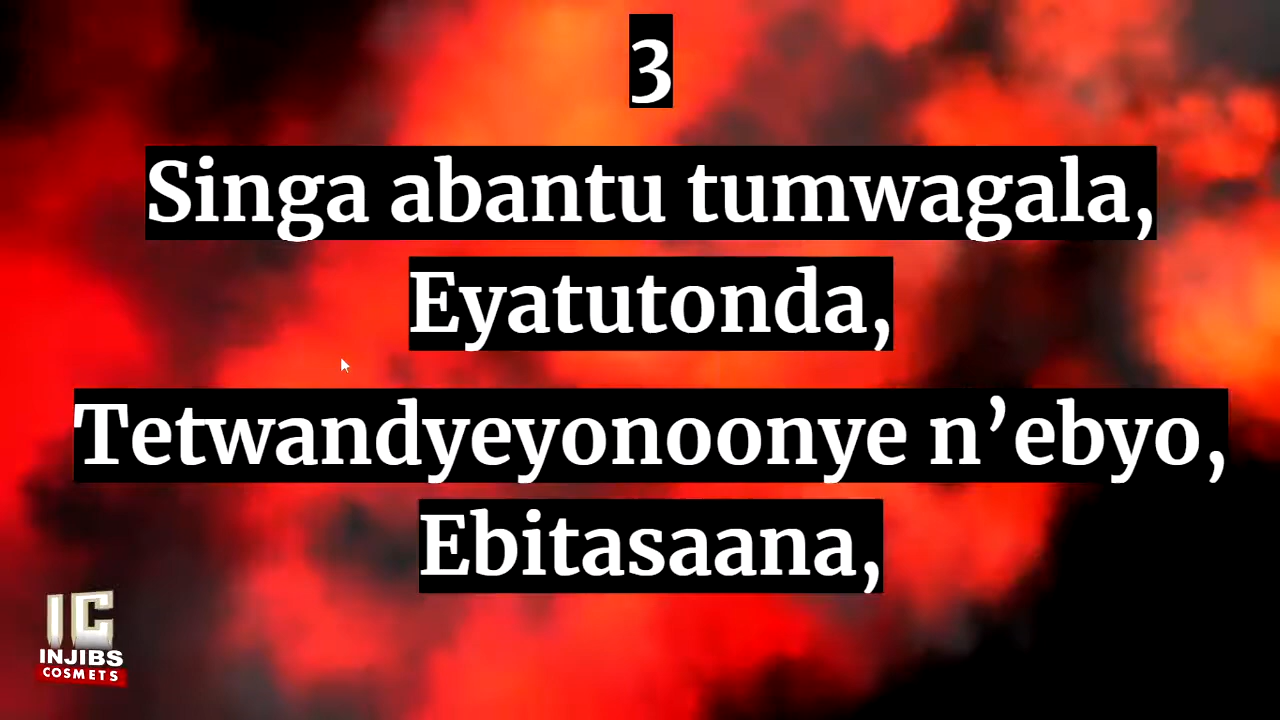 3
Singa abantu tumwagala,
Eyatutonda,
Tetwandyeyonoonye n’ebyo,
Ebitasaana,
IC
INJIBS
COSMETS